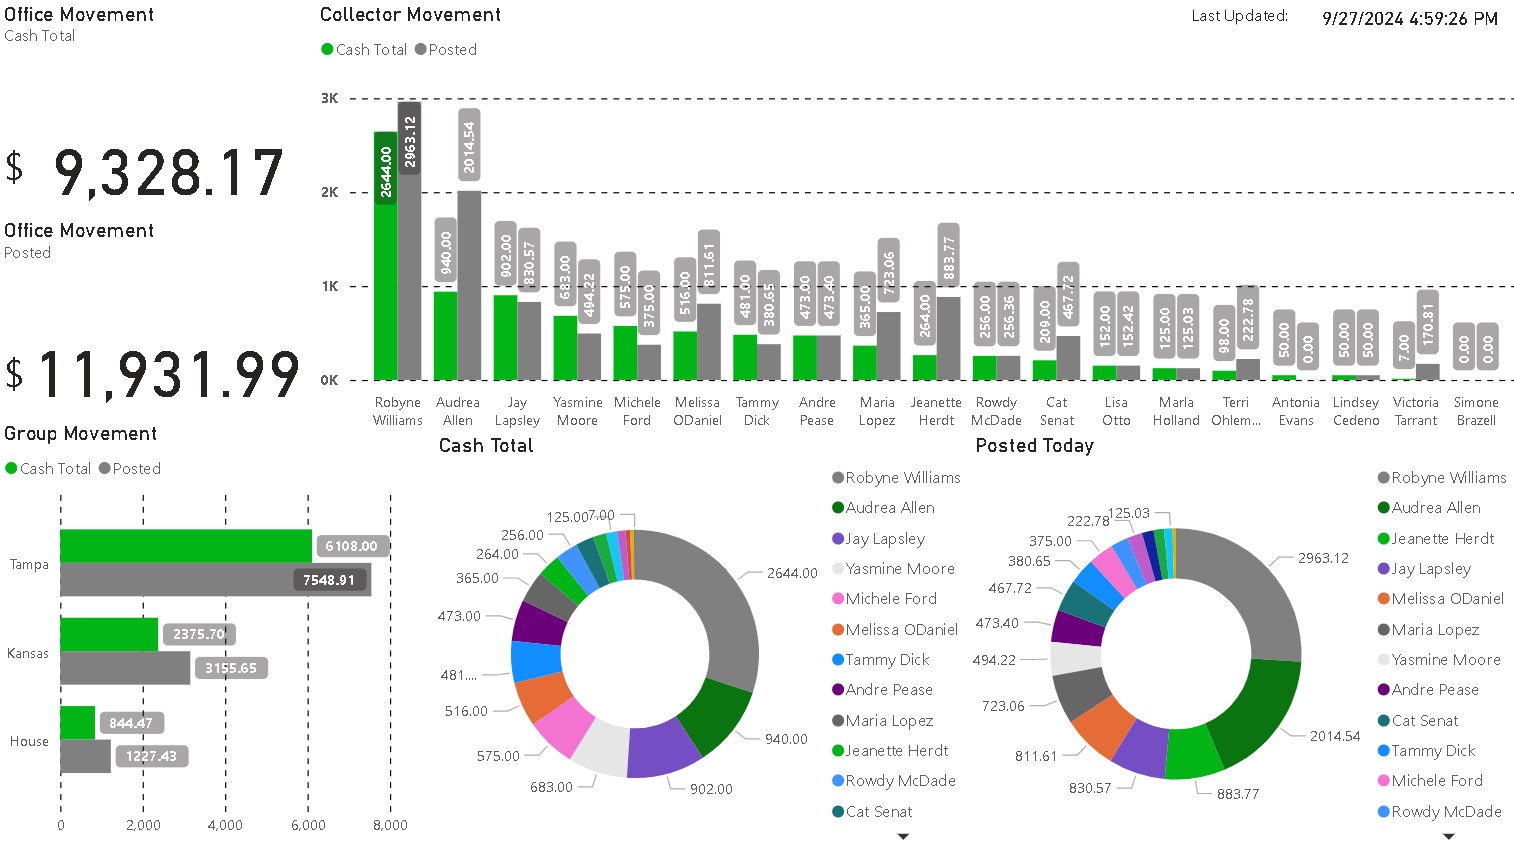 Office Movement
Cash Total
$ 9,328.17
Office Movement
Posted
$ 11,931.99
Collector Movement
Cash Total Posted
Last Updated: 9/27/2024 4:59:26 PM
3K
2K
1K
0K
2644.00 2963.12
940.00 2014.54
902.00 830.57
683.00 494.22
575.00 375.00
516.00 811.61
481.00 380.65
473.00 473.40
365.00 723.06
264.00 883.77
256.00 256.36
209.00 467.72
152.00 152.42
125.00 125.03
98.00 222.78
50.00 0.00
50.00 50.00
7.00 170.81
0.00 0.00
Robyne Williams
Audrea Allen
Jay Lapsley
Yasmine Moore
Michele Ford
Melissa ODaniel
Tammy Dick
Andre Pease
Maria Lopez
Jeanette Herdt
Rowdy McDade
Cat Senat
Lisa Otto
Marla Holland
Terri Ohlem...
Antonia Evans
Lindsey Cedeno
Victoria Tarrant
Simone Brazell
Group Movement
Cash Total Posted
Tampa
6108.00
7548.91
Kansas
2375.70
3155.65
House
844.47
1227.43
0 2,000 4,000 6,000 8,000
Cash Total
2644.00
940.00
902.00
683.00
575.00
516.00
481....
473.00
365.00
264.00
256.00
125.00
7.00
Robyne Williams
Audrea Allen
Jay Lapsley
Yasmine Moore
Michele Ford
Melissa ODaniel
Tammy Dick
Andre Pease
Maria Lopez
Jeanette Herdt
Rowdy McDade
Cat Senat
Posted Today
2963.12
2014.54
883.77
830.57
811.61
723.06
494.22
473.40
467.72
380.65
375.00
222.78
125.03
Robyne Williams
Audrea Allen
Jeanette Herdt
Jay Lapsley
Melissa ODaniel
Maria Lopez
Yasmine Moore
Andre Pease
Cat Senat
Tammy Dick
Michele Ford
Rowdy McDade